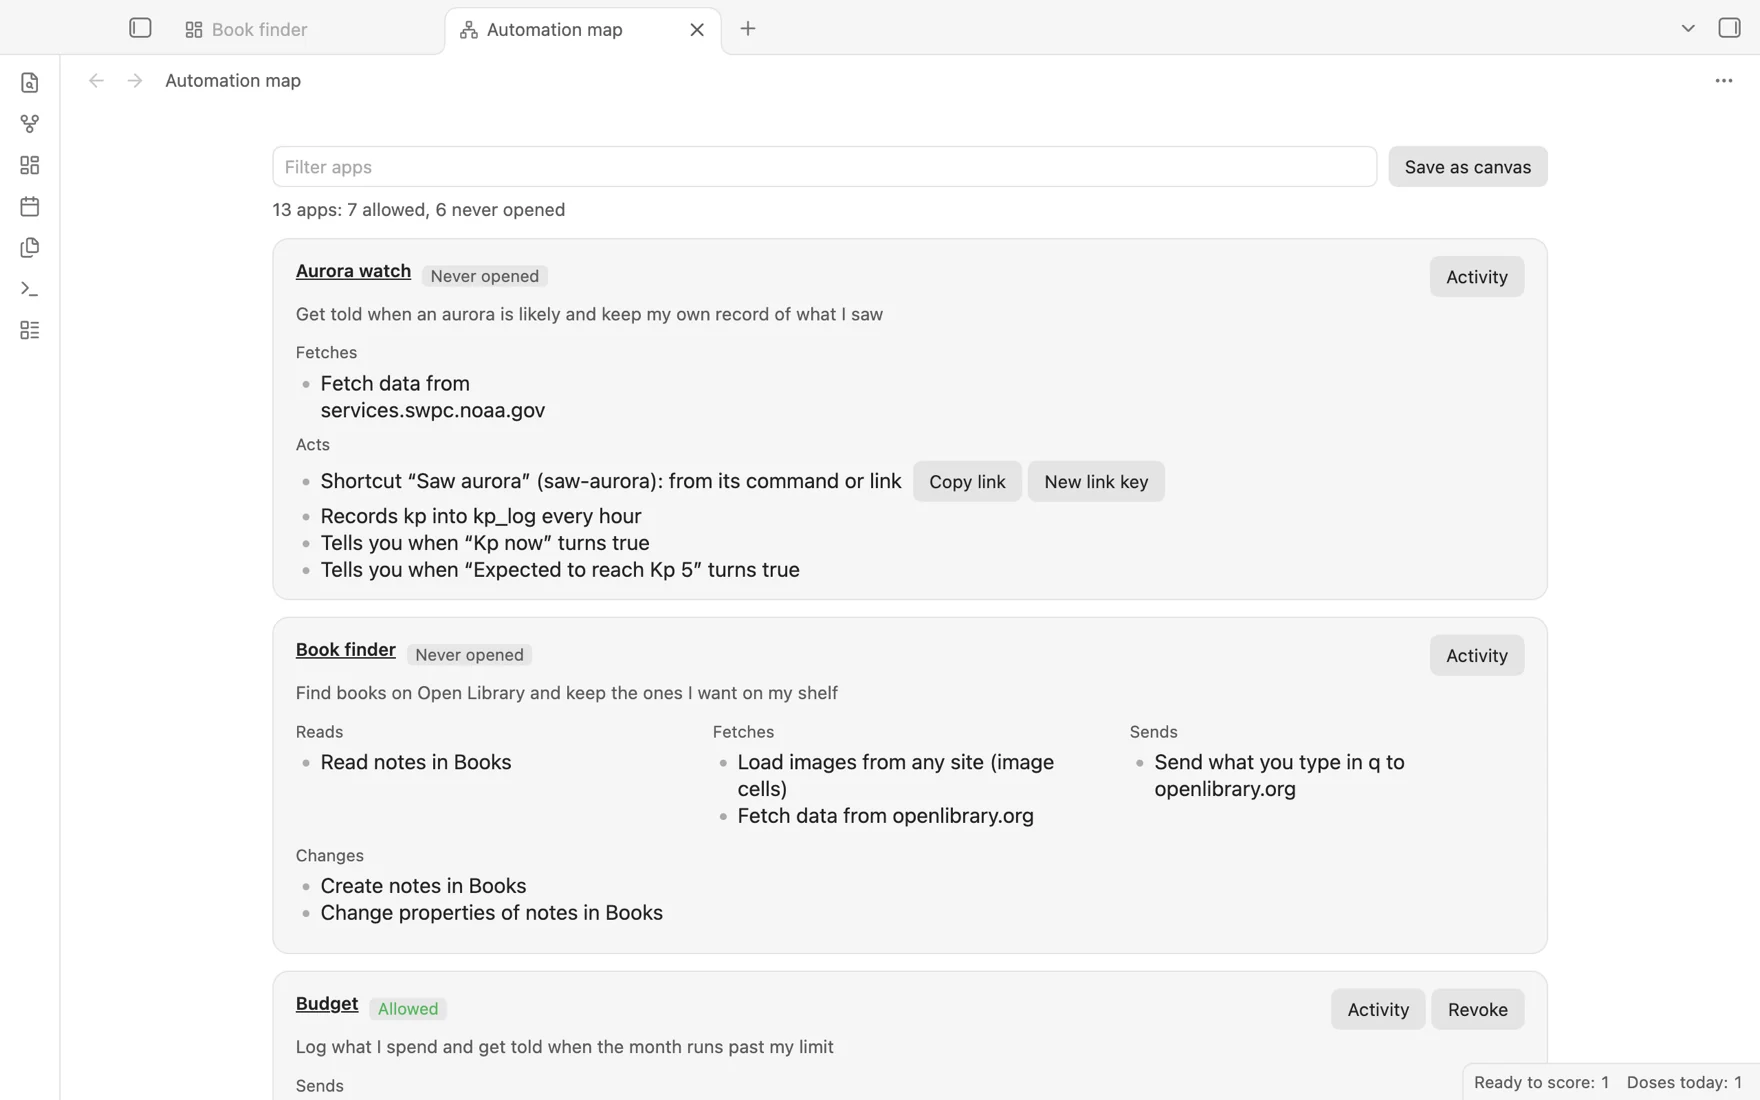 Book finder
Automation map
Automation map
Filter apps
Save as canvas
13 apps: 7 allowed, 6 never opened
Aurora watch
Never opened
Activity
Get told when an aurora is likely and keep my own record of what I saw
Fetches
Fetch data from
services.swpc.noaa.gov
Acts
Shortcut “Saw aurora” (saw-aurora): from its command or link
Copy link
New link key
Records kp into kp_log every hour
Tells you when “Kp now” turns true
Tells you when “Expected to reach Kp 5” turns true
Book finder
Never opened
Activity
Find books on Open Library and keep the ones I want on my shelf
Reads
Read notes in Books
Fetches
Load images from any site (image
cells)
Fetch data from openlibrary.org
Sends
Send what you type in q to
openlibrary.org
Changes
Create notes in Books
Change properties of notes in Books
Budget
Allowed
Activity
Revoke
Log what I spend and get told when the month runs past my limit
Sends
Ready to score: 1
Doses today: 1